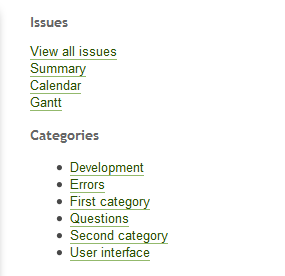 Issues
View all issues
Summary
Calendar
Gantt
Categories
Development
Errors
First category
Questions
Second category
User interface